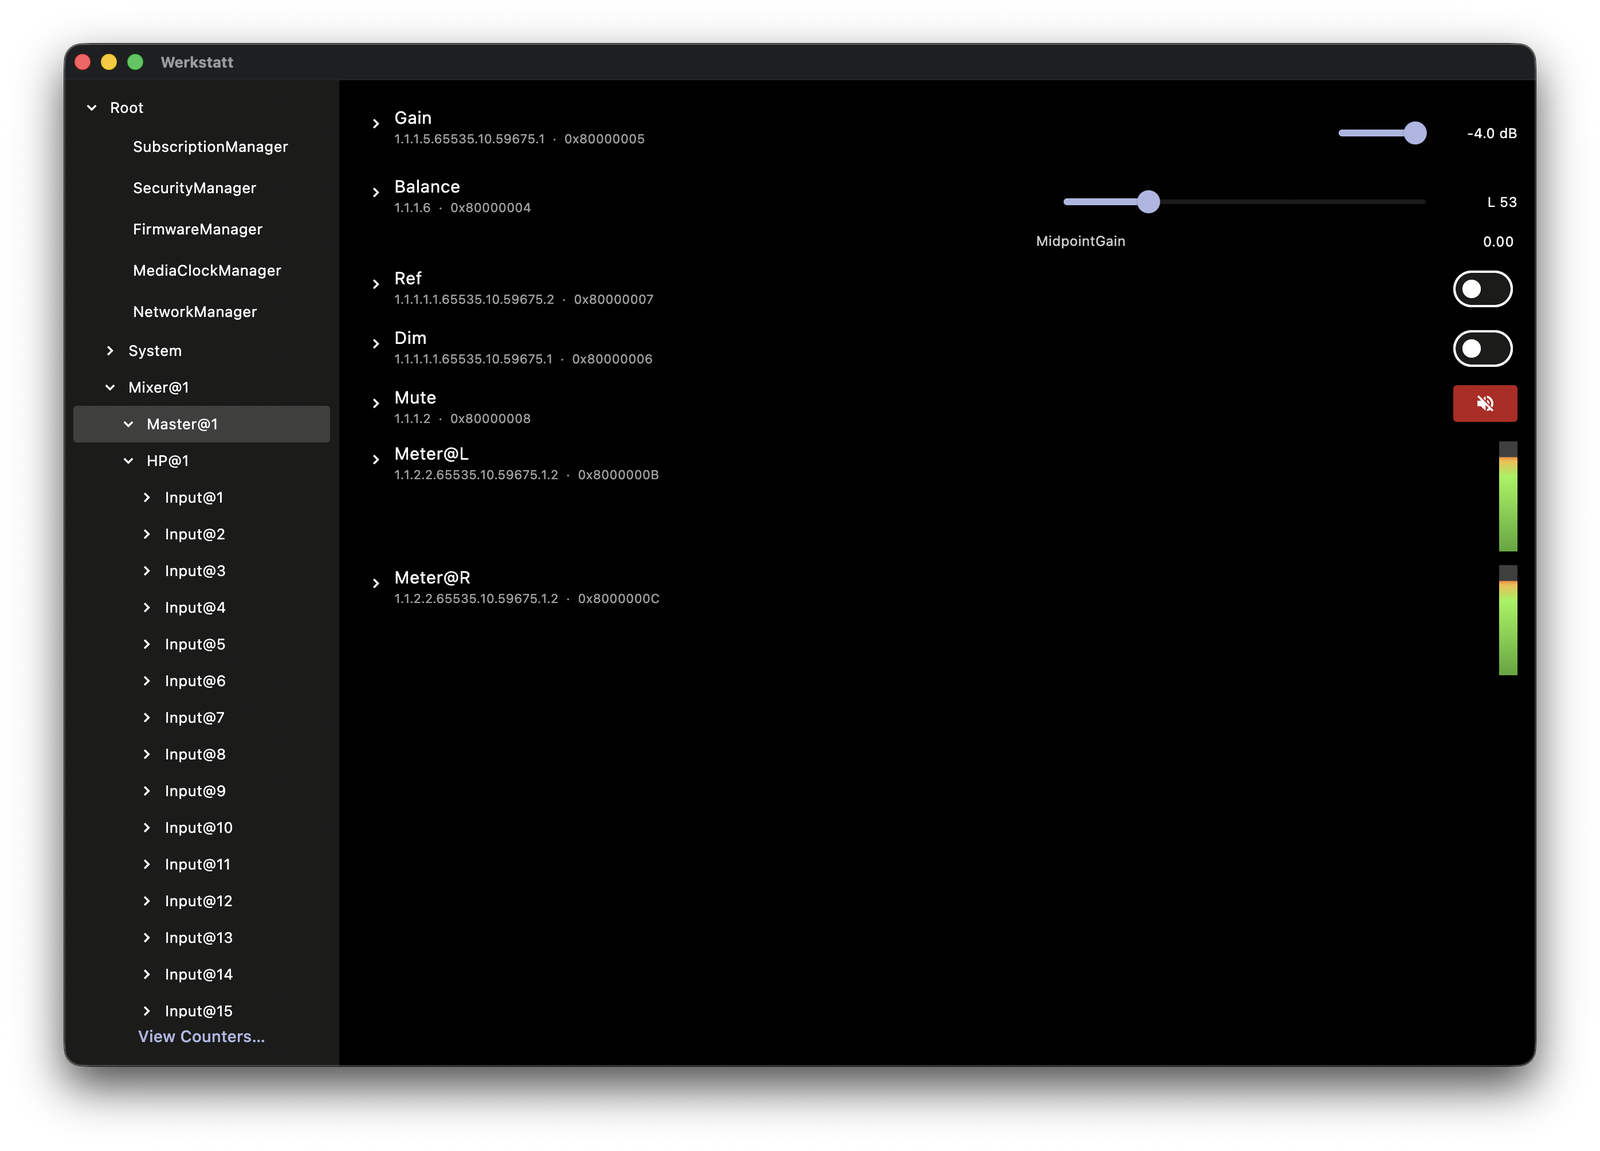 Werkstatt
Root
SubscriptionManager
SecurityManager
FirmwareManager
MediaClockManager
NetworkManager
System
Mixer@1
Master@1
HP@1
Input@1
Input@2
Input@3
Input@4
Input@5
Input@6
Input@7
Input@8
Input@9
Input@10
Input@11
Input@12
Input@13
Input@14
Input@15
View Counters...
Gain
1.1.1.5.65535.10.59675.1 · 0x80000005
-4.0 dB
Balance
1.1.1.6 · 0x80000004
L 53
MidpointGain 0.00
Ref
1.1.1.1.1.65535.10.59675.2 · 0x80000007
Dim
1.1.1.1.1.65535.10.59675.1 · 0x80000006
Mute
1.1.1.2 · 0x80000008
Meter@L
1.1.2.2.65535.10.59675.1.2 · 0x8000000B
Meter@R
1.1.2.2.65535.10.59675.1.2 · 0x8000000C